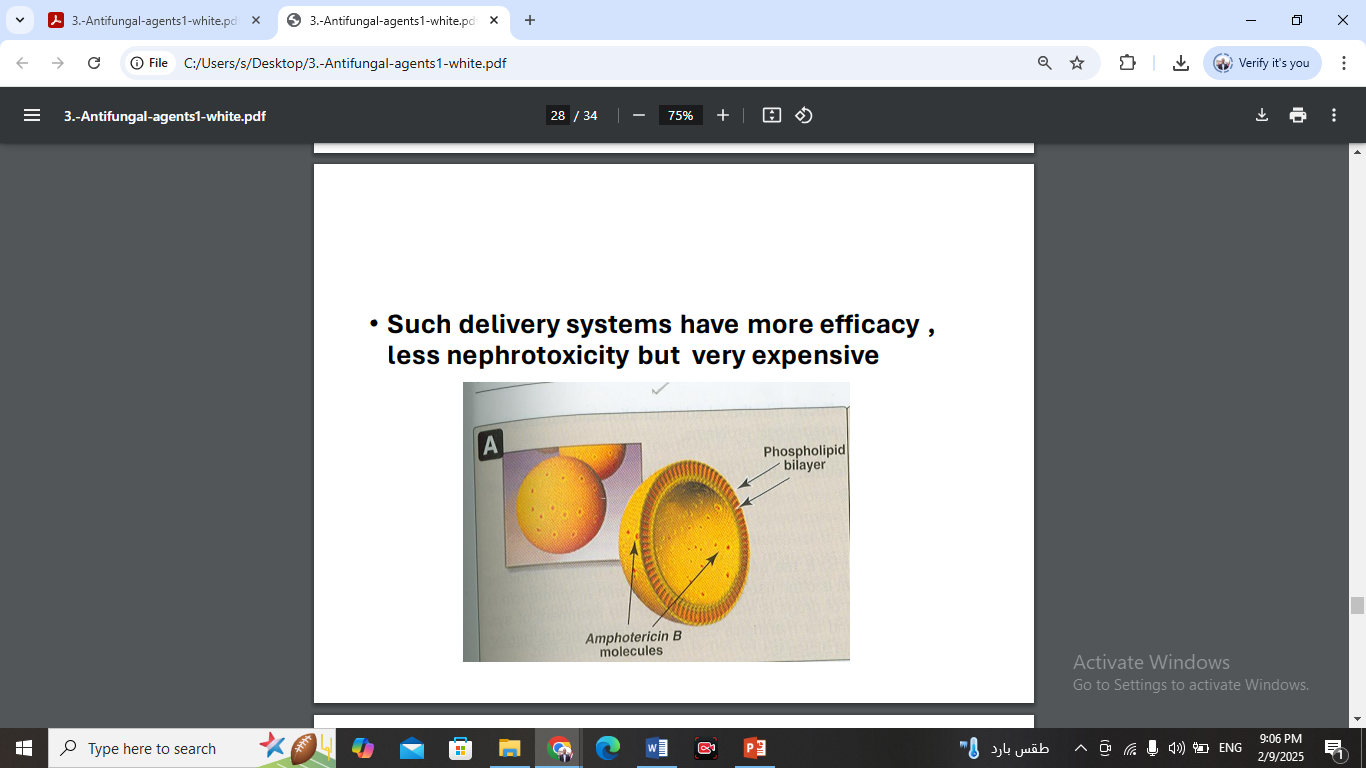 3.-Antifungal-agents1-white.pd
3.-Antifungal-agents1-white.pd
File
C:/Users/s/Desktop/3.-Antifungal-agents1-white.pdf
Verify it's you
3.-Antifungal-agents1-white.pdf
28 / 34
75%
• Such delivery systems have more efficacy ,
less nephrotoxicity but very expensive
A
Phospholipid
bilayer
Amphotericin B
molecules
Activate Windows
Go to Settings to activate Windows.
Type here to search
طقس بارد
ENG
9:06 PM
2/9/2025
1